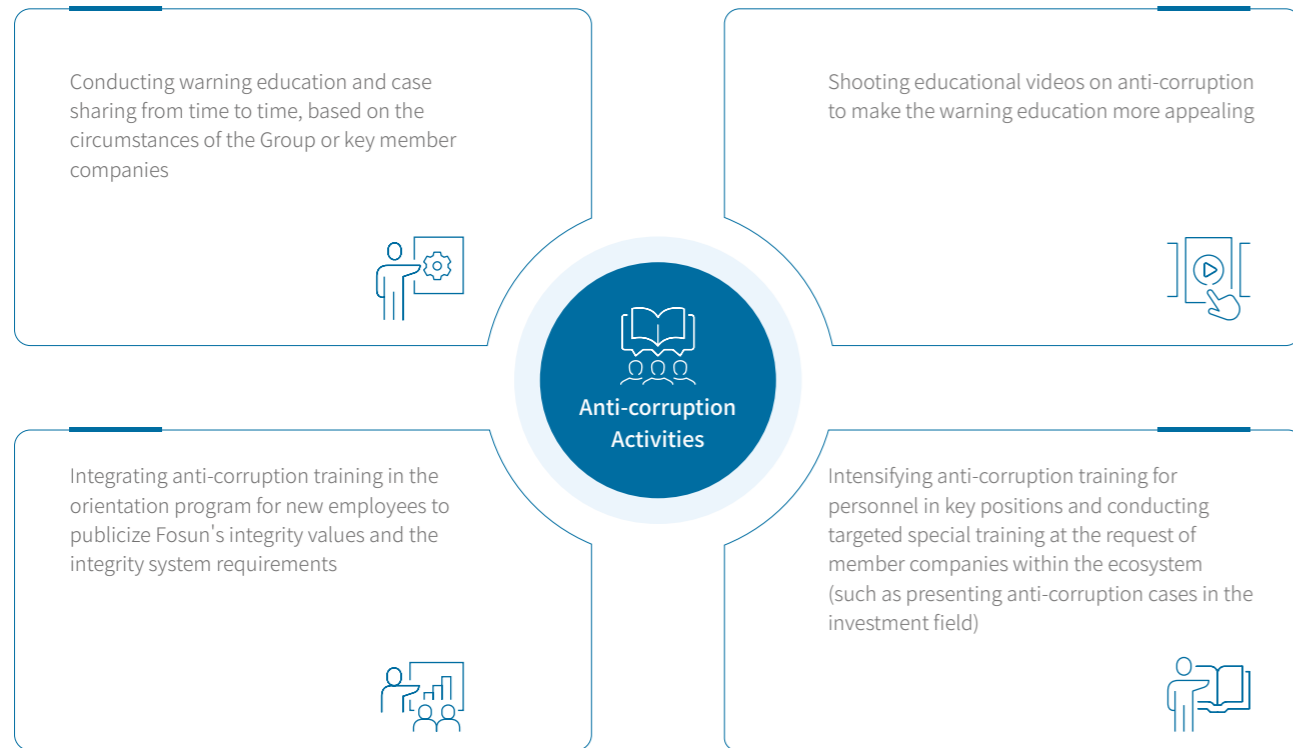 Conducting warning education and case
sharing from time to time, based on the
circumstances of the Group or key member
companies
Shooting educational videos on anti-corruption
to make the warning education more appealing
Anti-corruption
Activities
Integrating anti-corruption training in the
orientation program for new employees to
publicize Fosun's integrity values and the
integrity system requirements
Intensifying anti-corruption training for
personnel in key positions and conducting
targeted special training at the request of
member companies within the ecosystem
(such as presenting anti-corruption cases in the
investment field)